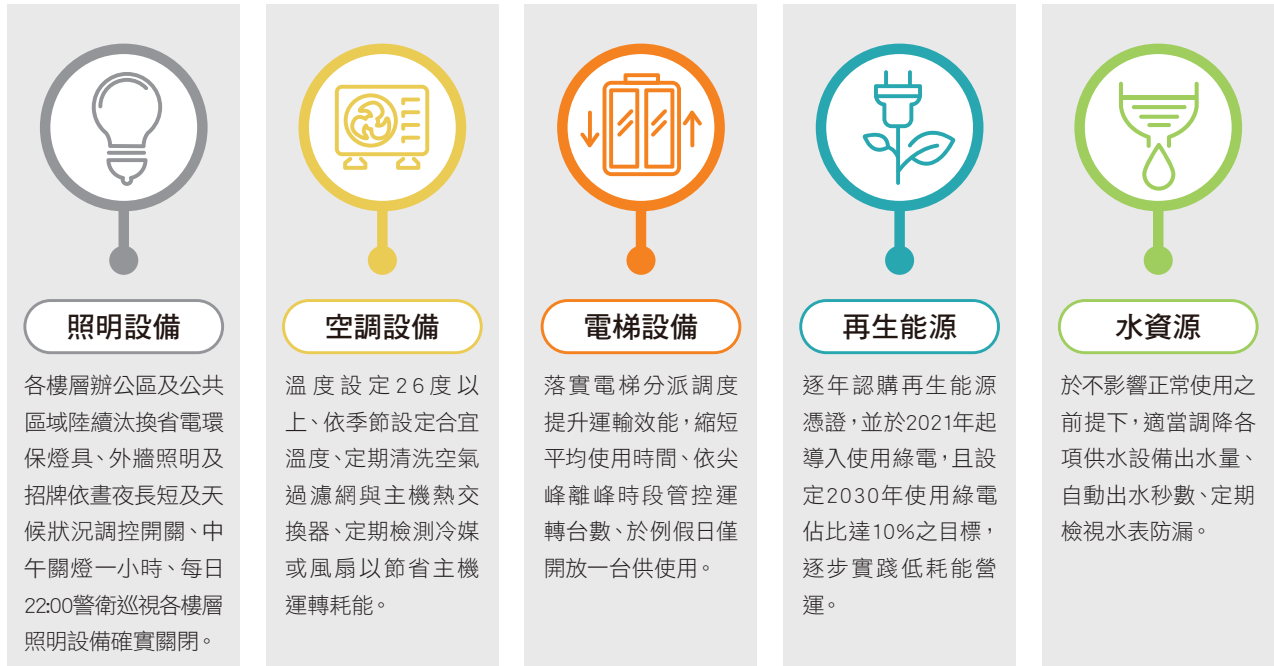 照明設備
各樓層辦公區及公共
區域陸續汰換省電環
保燈具、外牆照明及
招牌依晝夜長短及天
候狀況調控開關、中
午關燈一小時、每日
22:00警衛巡視各樓層
照明設備確實關閉。
空調設備
溫度設定26度以
上、依季節設定合宜
溫度、定期清洗空氣
過濾網與主機熱交
換器、定期檢測冷媒
或風扇以節省主機
運轉耗能。
電梯設備
落實電梯分派調度
提升運輸效能，縮短
平均使用時間、依尖
峰離峰時段管控運
轉台數、於例假日僅
開放一台供使用。
再生能源
逐年認購再生能源
憑證，並於2021年起
導入使用綠電，且設
定2030年使用綠電
佔比達10%之目標，
逐步實踐低耗能營
運。
水資源
於不影響正常使用之
前提下，適當調降各
項供水設備出水量、
自動出水秒數、定期
檢視水表防漏。